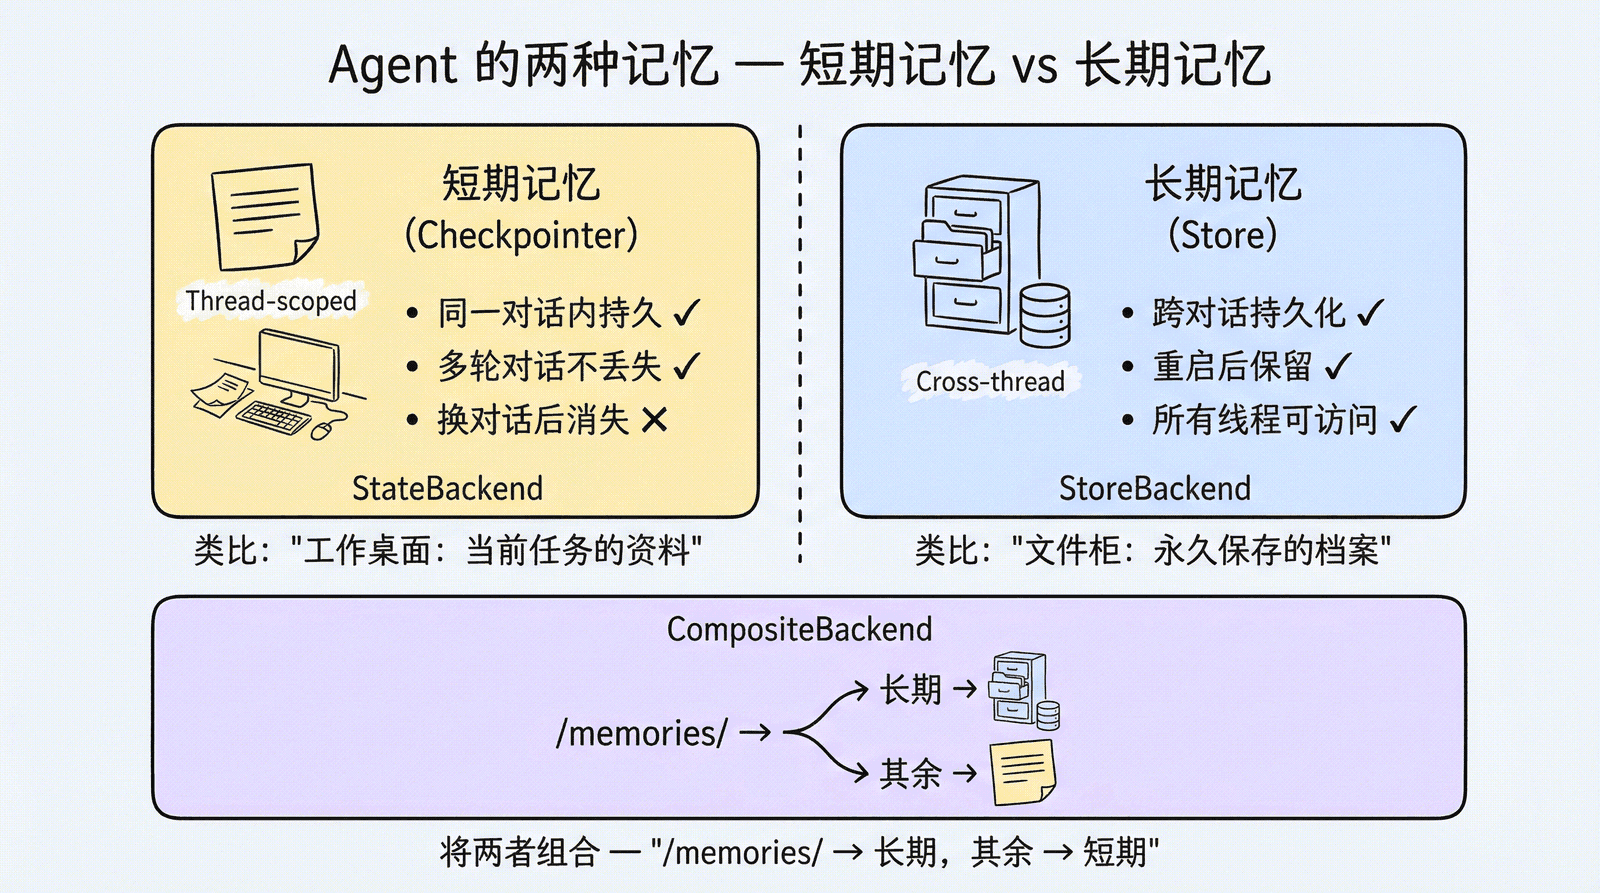 Agent 的两种记忆 — 短期记忆 vs 长期记忆
短期记忆
(Checkpointer)
Thread-scoped
• 同一对话内持久 ✓
• 多轮对话不丢失 ✓
• 换对话后消失 ✕
StateBackend
类比："工作桌面：当前任务的资料"
长期记忆
(Store)
Cross-thread
• 跨对话持久化 ✓
• 重启后保留 ✓
• 所有线程可访问 ✓
StoreBackend
类比："文件柜：永久保存的档案"
CompositeBackend
/memories/ →
长期 →
其余 →
将两者组合 — "/memories/ → 长期，其余 → 短期"